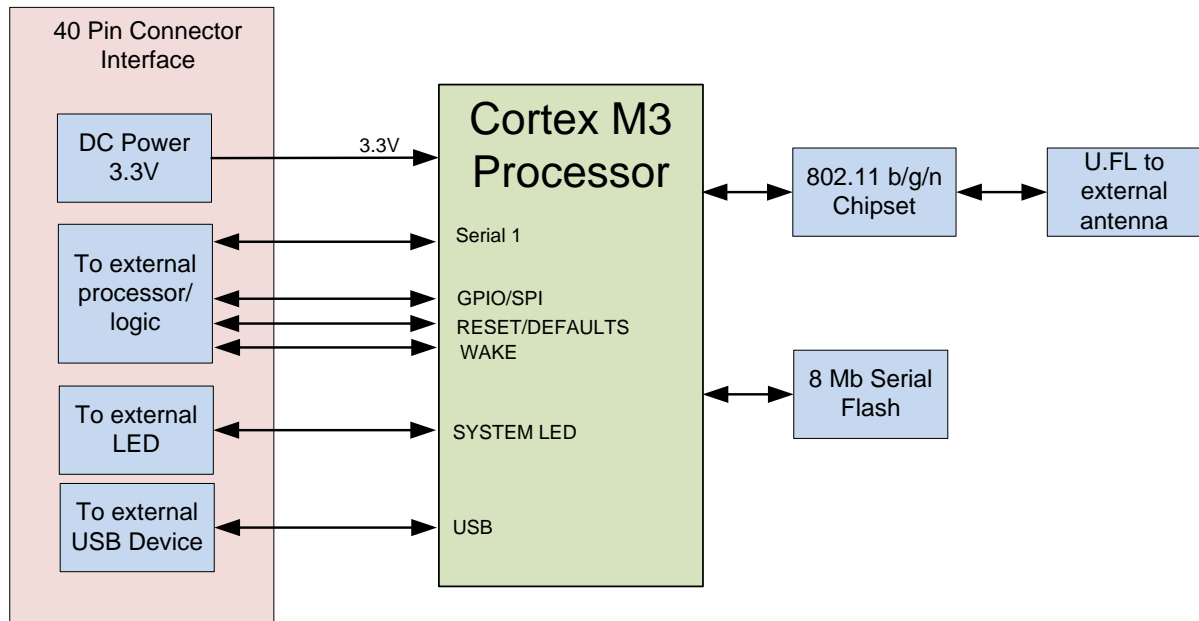 40 Pin Connector
Interface
DC Power
3.3V
3.3V
Cortex M3
Processor
To external
processor/
logic
Serial 1
GPIO/SPI
RESET/DEFAULTS
WAKE
To external
LED
SYSTEM LED
To external
USB Device
USB
802.11 b/g/n
Chipset
U.FL to
external
antenna
8 Mb Serial
Flash